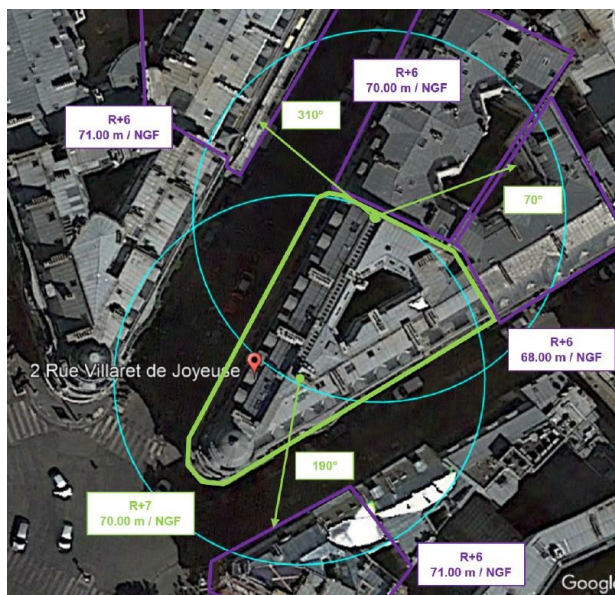 R+6
70.00 m / NGF
R+6
71.00 m / NGF
310°
70°
R+6
68.00 m / NGF
2 Rue Villaret de Joyeuse
190°
R+7
70.00 m / NGF
R+6
71.00 m / NGF
Google